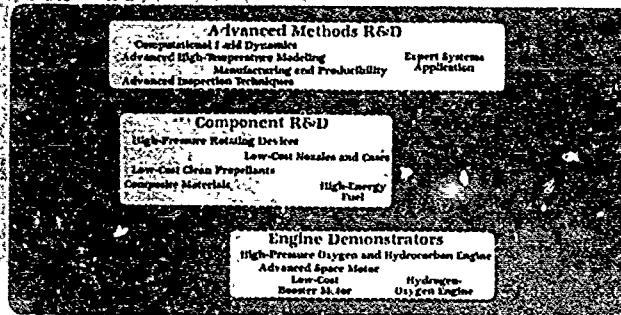 Advanced Methods R&D
Computational Fluid Dynamics
Advanced High-Temperature Modeling
Expert Systems
Manufacturing and Producibility
Application
Advanced Inspection Techniques
Component R&D
High-Pressure Rotating Devices
Low-Cost Nozzles and Cases
Low-Cost Clean Propellants
Composite Materials
High-Energy
Fuel
Engine Demonstrators
High-Pressure Oxygen and Hydrocarbon Engine
Advanced Space Motor
Low-Cost
Hydrogen-
Booster Motor
Oxygen Engine